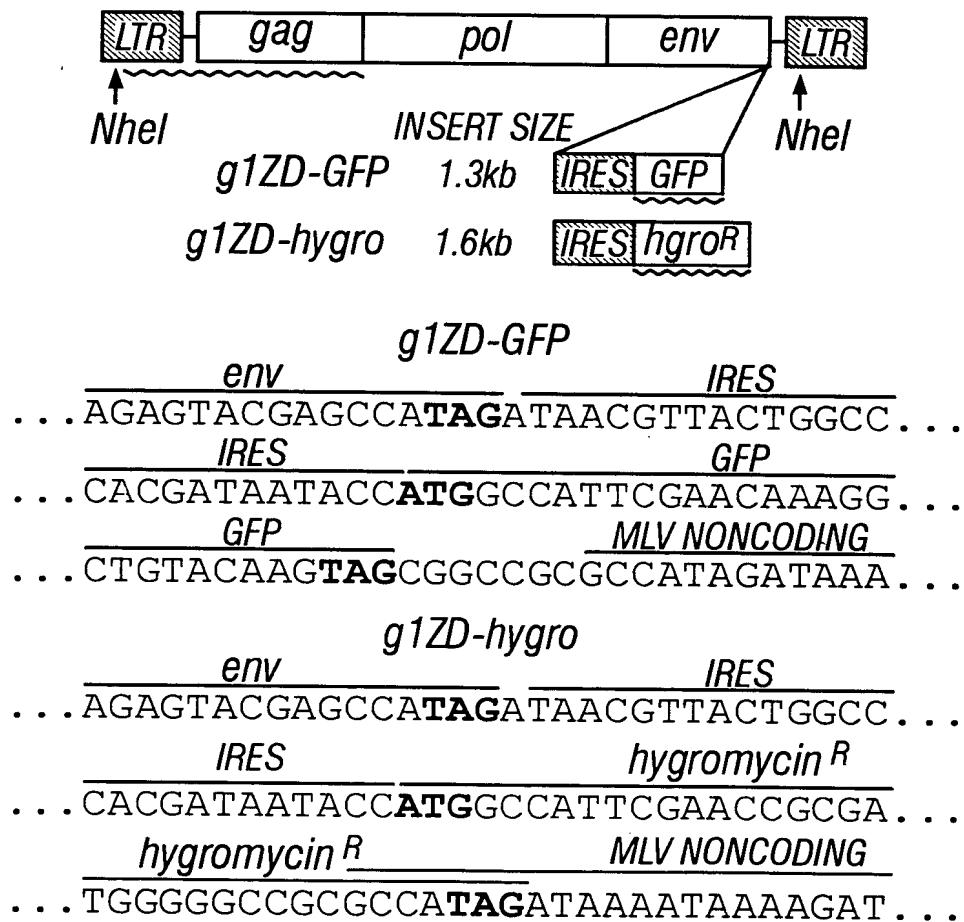 LTR gag pol env LTR
NheI INSERT SIZE NheI
g1ZD-GFP 1.3kb IRES GFP
g1ZD-hygro 1.6kb IRES hgroR
g1ZD-GFP
env IRES
...AGAGTACGAGCCATAGATAACGTTACTGGCC...
IRES GFP
...CACGATAATACCATGGCCATTCGAACAAAGG...
GFP MLV NONCODING
...CTGTACAAGTAGCGGCCGCGCCATAGATAAA...
g1ZD-hygro
env IRES
...AGAGTACGAGCCATAGATAACGTTACTGGCC...
IRES hygromycin R
...CACGATAATACCATGGCCATTCGAACCGCGA...
hygromycin R MLV NONCODING
...TGGGGGCCGCGCCATAGATAAAATAAAAGAT...